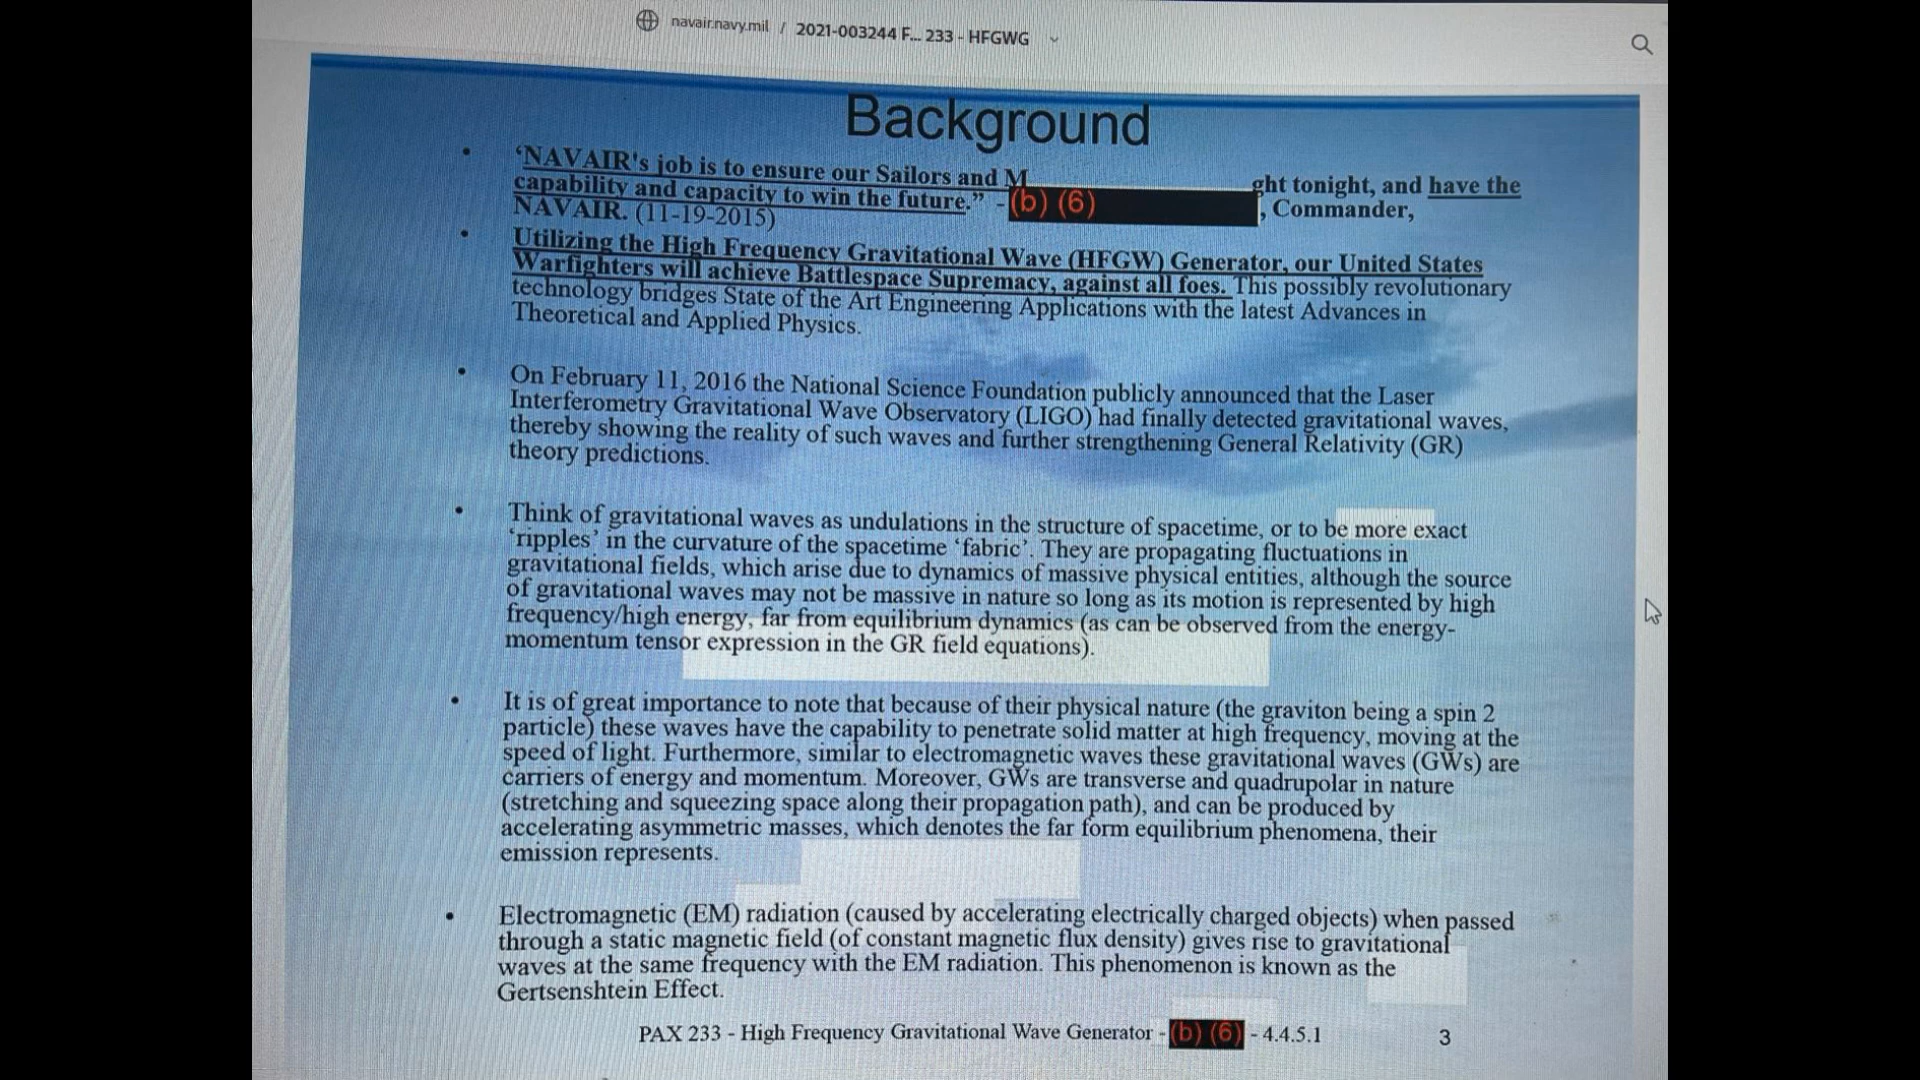 navair.navy.mil / 2021-003244 F... 233 - HFGWG
Background
• ‘NAVAIR's job is to ensure our Sailors and M ght tonight, and have the
capability and capacity to win the future.” - (b) (6) , Commander,
NAVAIR. (11-19-2015)
• Utilizing the High Frequency Gravitational Wave (HFGW) Generator, our United States
Warfighters will achieve Battlespace Supremacy, against all foes. This possibly revolutionary
technology bridges State of the Art Engineering Applications with the latest Advances in
Theoretical and Applied Physics.
• On February 11, 2016 the National Science Foundation publicly announced that the Laser
Interferometry Gravitational Wave Observatory (LIGO) had finally detected gravitational waves,
thereby showing the reality of such waves and further strengthening General Relativity (GR)
theory predictions.
• Think of gravitational waves as undulations in the structure of spacetime, or to be more exact
‘ripples’ in the curvature of the spacetime ‘fabric’. They are propagating fluctuations in
gravitational fields, which arise due to dynamics of massive physical entities, although the source
of gravitational waves may not be massive in nature so long as its motion is represented by high
frequency/high energy, far from equilibrium dynamics (as can be observed from the energy-
momentum tensor expression in the GR field equations).
• It is of great importance to note that because of their physical nature (the graviton being a spin 2
particle) these waves have the capability to penetrate solid matter at high frequency, moving at the
speed of light. Furthermore, similar to electromagnetic waves these gravitational waves (GWs) are
carriers of energy and momentum. Moreover, GWs are transverse and quadrupolar in nature
(stretching and squeezing space along their propagation path), and can be produced by
accelerating asymmetric masses, which denotes the far form equilibrium phenomena, their
emission represents.
• Electromagnetic (EM) radiation (caused by accelerating electrically charged objects) when passed
through a static magnetic field (of constant magnetic flux density) gives rise to gravitational
waves at the same frequency with the EM radiation. This phenomenon is known as the
Gertsenshtein Effect.
PAX 233 - High Frequency Gravitational Wave Generator - (b) (6) - 4.4.5.1
3